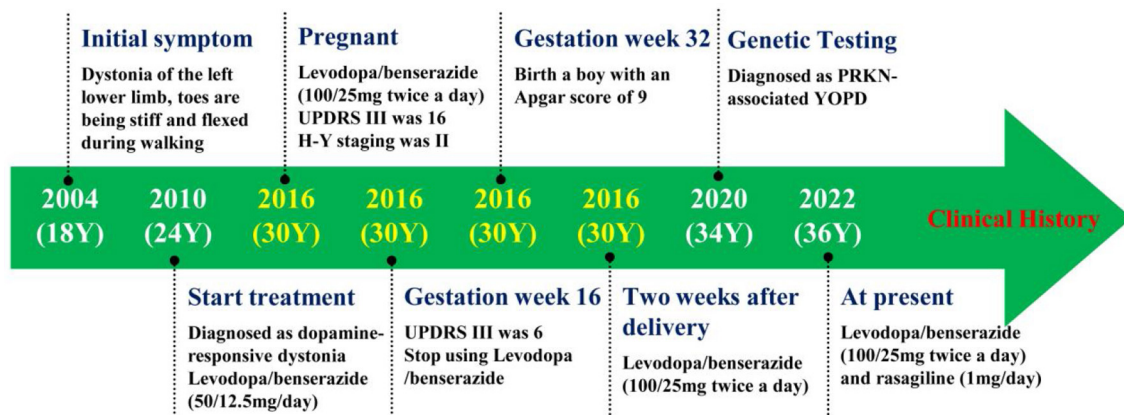 Initial symptom
Dystonia of the left
lower limb, toes are
being stiff and flexed
during walking
Pregnant
Levodopa/benserazide
(100/25mg twice a day)
UPDRS III was 16
H-Y staging was II
Gestation week 32
Birth a boy with an
Apgar score of 9
Genetic Testing
Diagnosed as PRKN-
associated YOPD
2004
(18Y)
2010
(24Y)
2016
(30Y)
2016
(30Y)
2016
(30Y)
2016
(30Y)
2020
(34Y)
2022
(36Y)
Clinical History
Start treatment
Diagnosed as dopamine-
responsive dystonia
Levodopa/benserazide
(50/12.5mg/day)
Gestation week 16
UPDRS III was 6
Stop using Levodopa
/benserazide
Two weeks after
delivery
Levodopa/benserazide
(100/25mg twice a day)
At present
Levodopa/benserazide
(100/25mg twice a day)
and rasagiline (1mg/day)